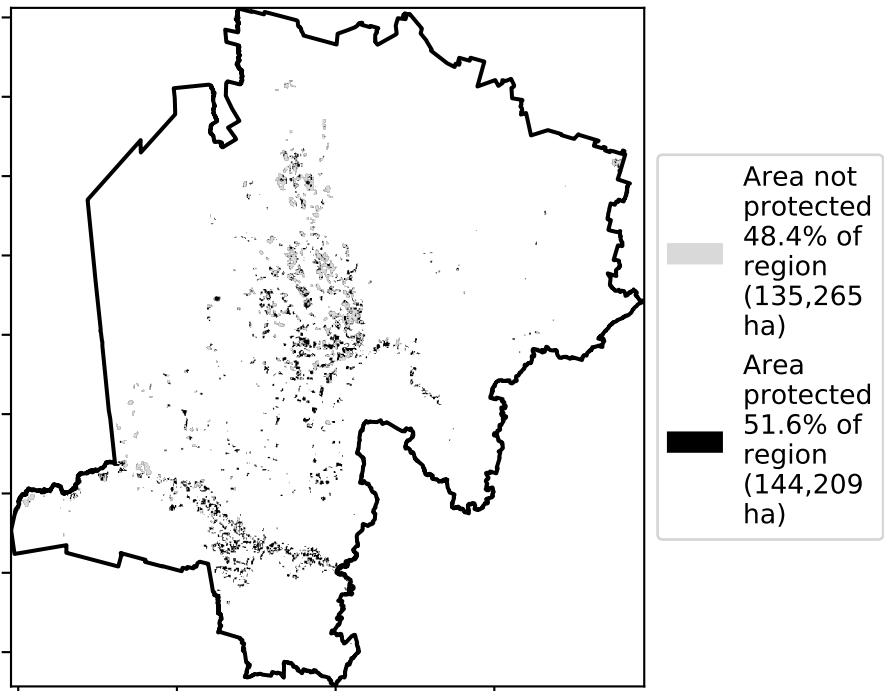 Area not
protected
48.4% of
region
(135,265
ha)
Area
protected
51.6% of
region
(144,209
ha)